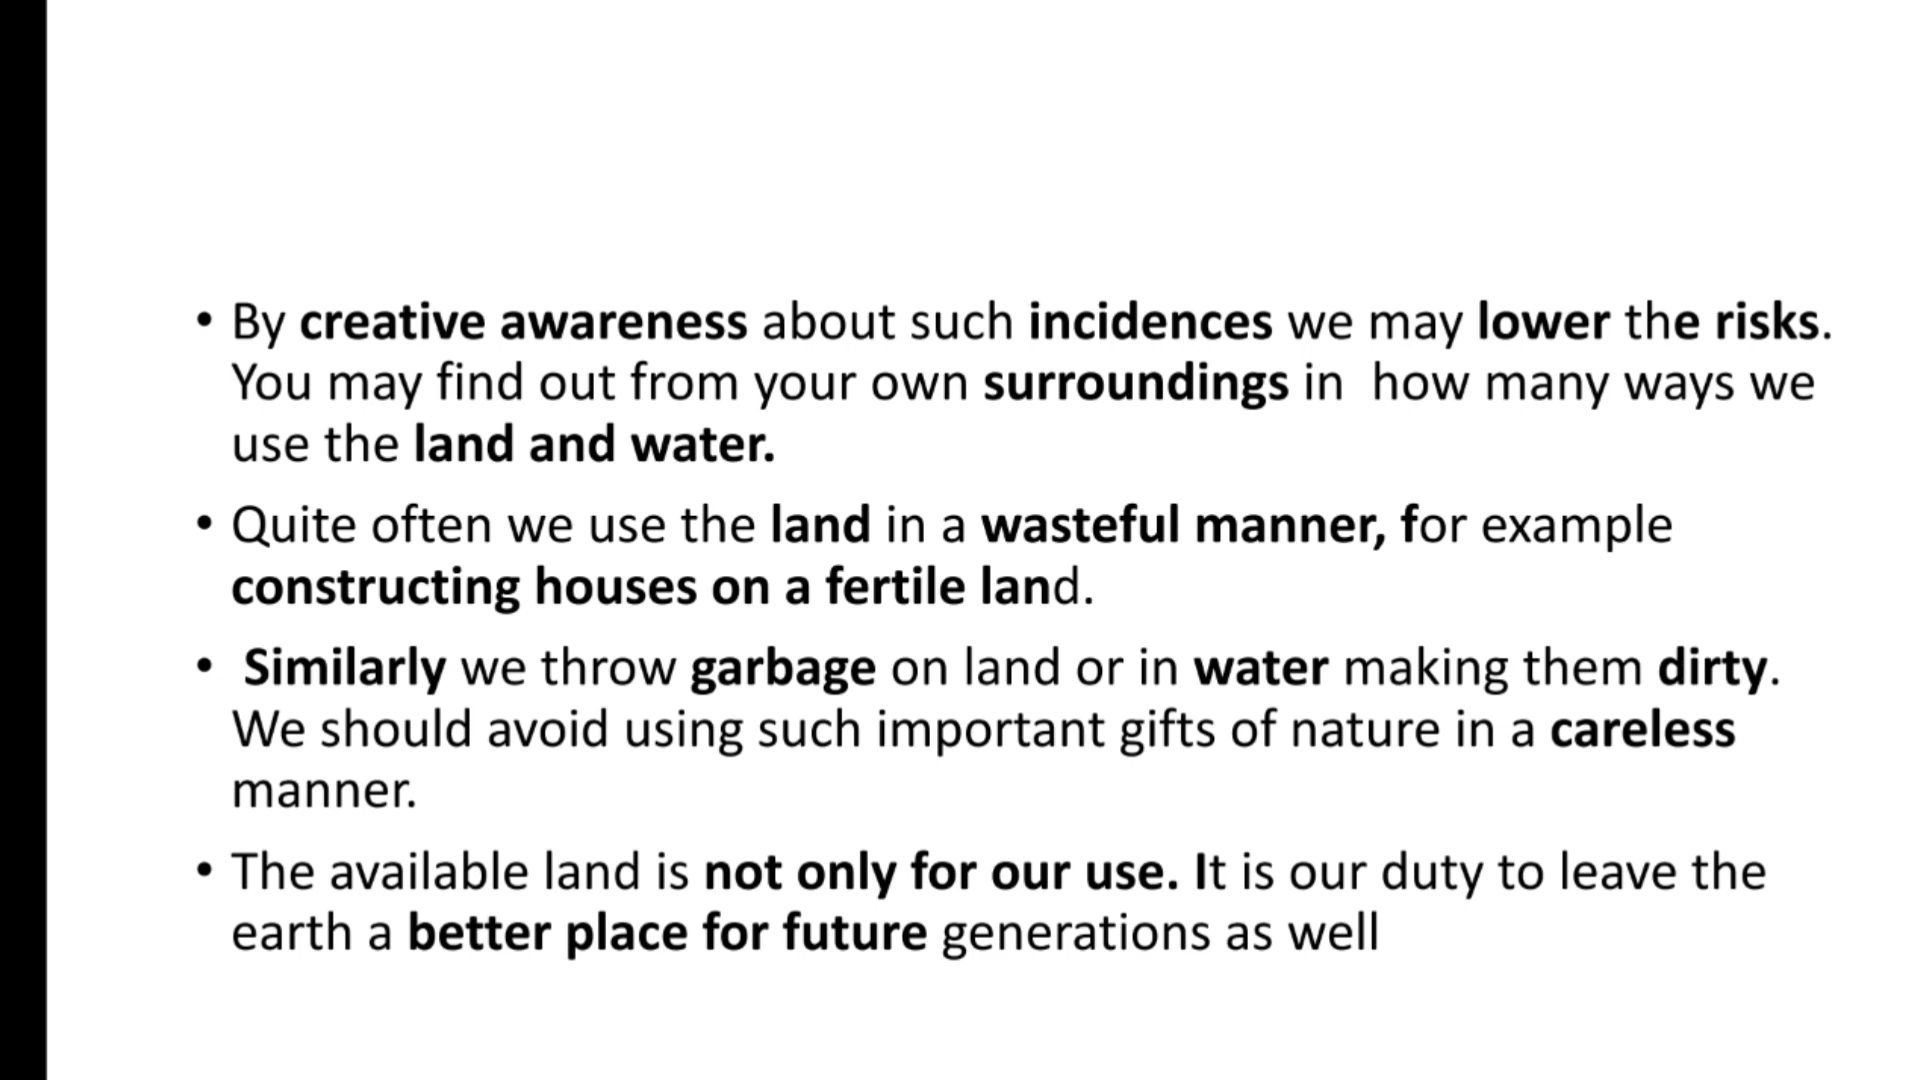 • By creative awareness about such incidences we may lower the risks.
You may find out from your own surroundings in  how many ways we
use the land and water.
• Quite often we use the land in a wasteful manner, for example
constructing houses on a fertile land.
•  Similarly we throw garbage on land or in water making them dirty.
We should avoid using such important gifts of nature in a careless
manner.
• The available land is not only for our use. It is our duty to leave the
earth a better place for future generations as well